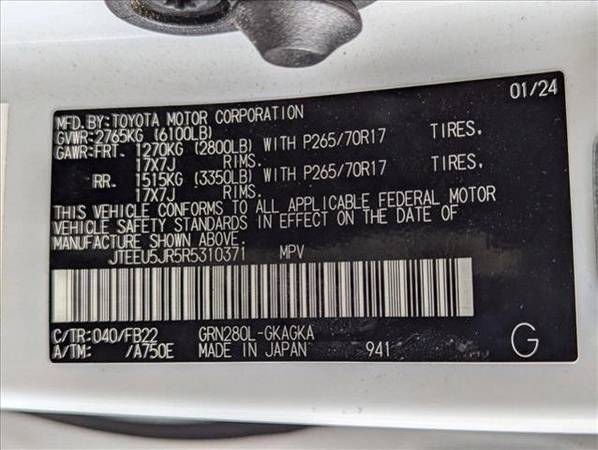 01/24
MFD.BY:TOYOTA MOTOR CORPORATION
GVWR:2765KG (6100LB)
GAWR:FRT. 1270KG (2800LB) WITH P265/70R17 TIRES,
17X7J RIMS.
RR. 1515KG (3350LB) WITH P265/70R17 TIRES,
17X7J RIMS.
THIS VEHICLE CONFORMS TO ALL APPLICABLE FEDERAL MOTOR
VEHICLE SAFETY STANDARDS IN EFFECT ON THE DATE OF
MANUFACTURE SHOWN ABOVE.
JTEEU5JR5R5310371 MPV
C/TR:040/FB22 GRN280L-GKAGKA
A/TM: /A750E MADE IN JAPAN 941 G